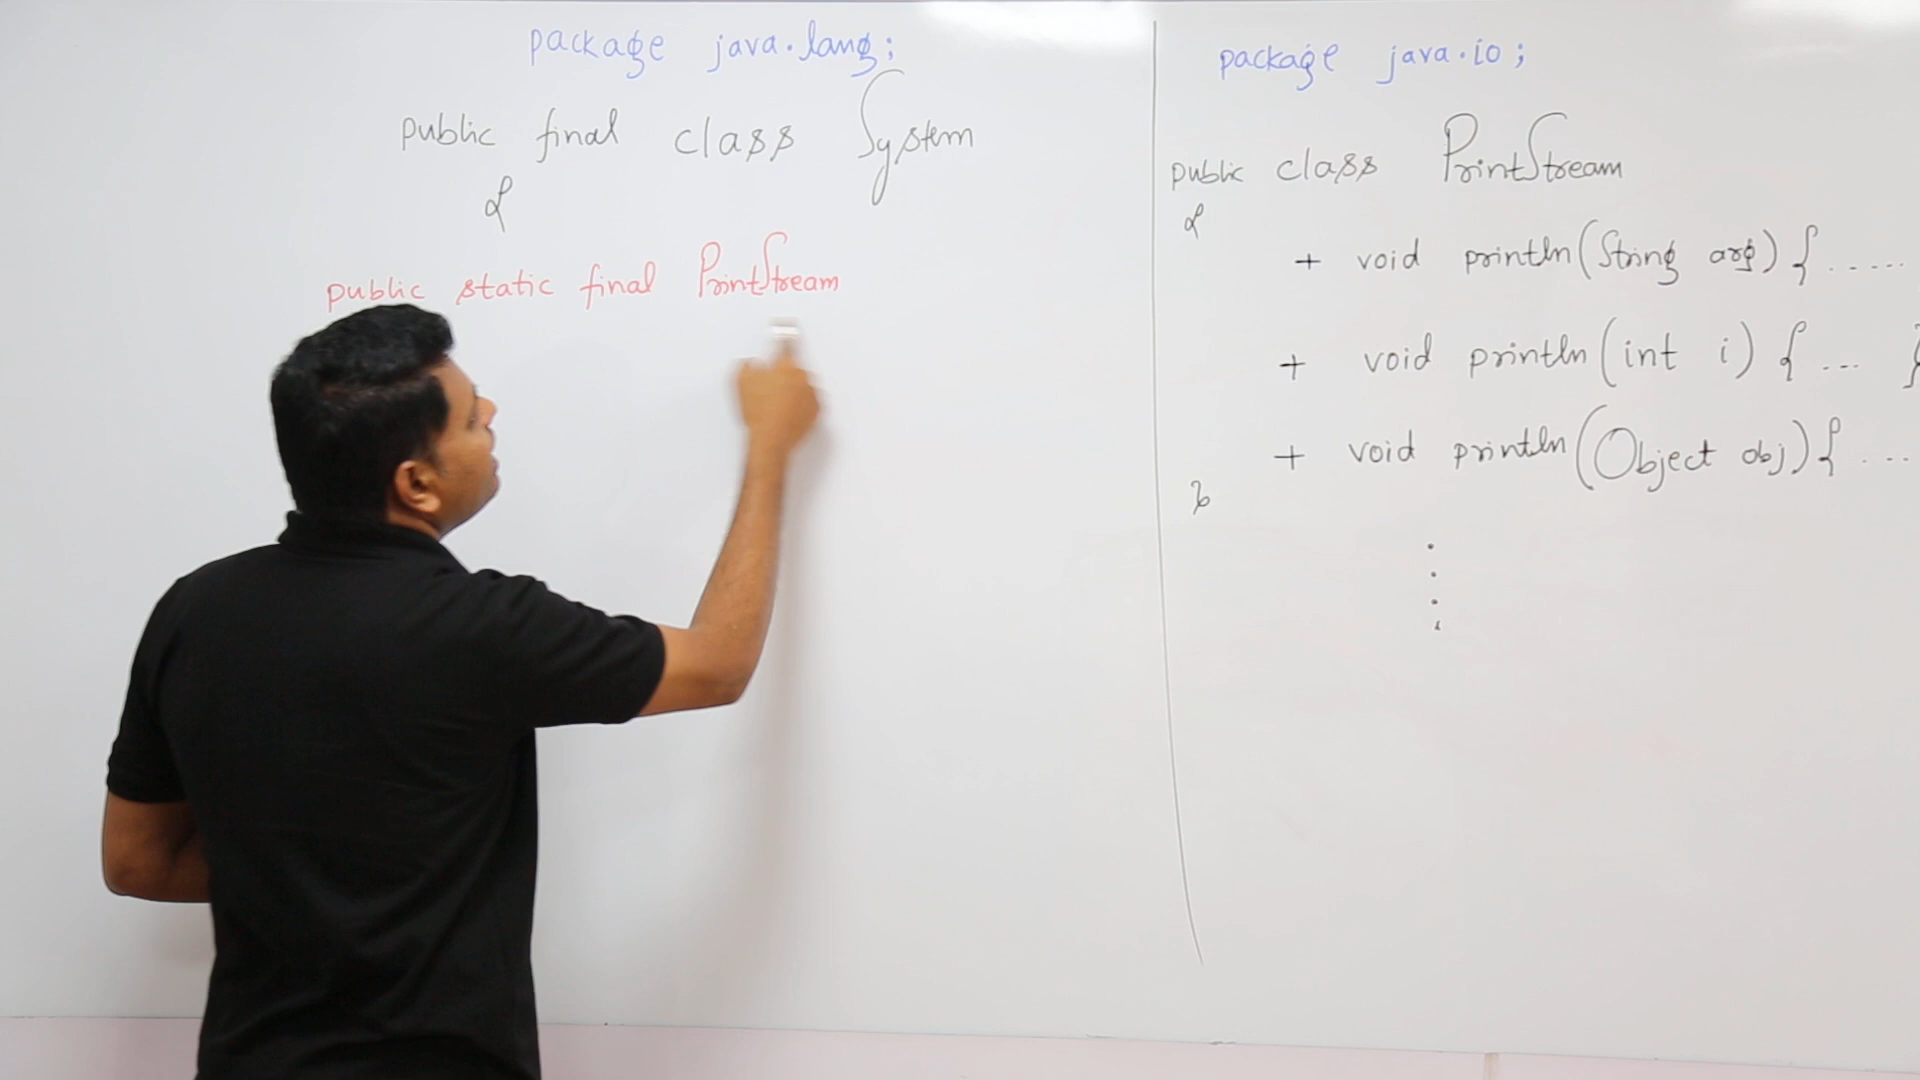 package java.lang;
public final class System
{
public static final PrintStream
package java.io;
public class PrintStream
{
+ void println(String arg) { .....
+ void println(int i) { ... }
+ void println(Object obj) { ....
}